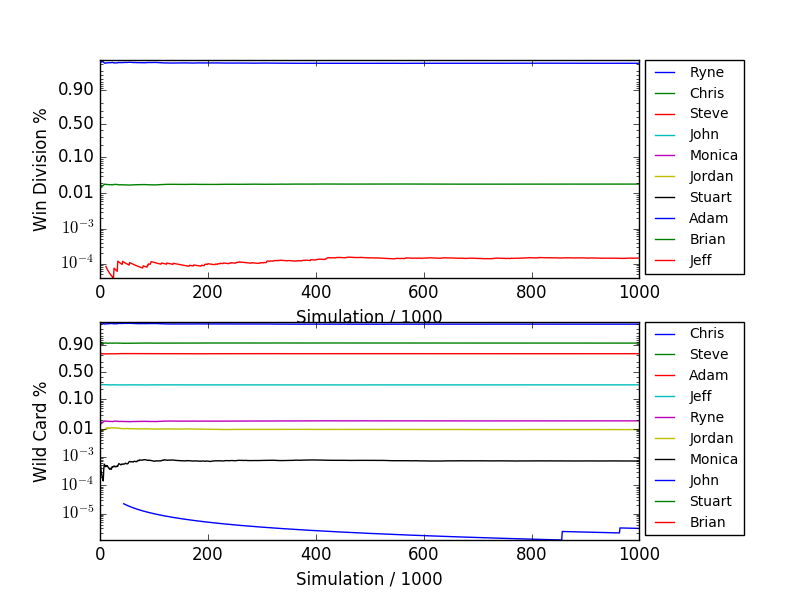 Win Division %
0.90
0.50
0.10
0.01
10⁻³
10⁻⁴
0 200 400 600 800 1000
Simulation / 1000
Ryne
Chris
Steve
John
Monica
Jordan
Stuart
Adam
Brian
Jeff
Wild Card %
0.90
0.50
0.10
0.01
10⁻³
10⁻⁴
10⁻⁵
0 200 400 600 800 1000
Simulation / 1000
Chris
Steve
Adam
Jeff
Ryne
Jordan
Monica
John
Stuart
Brian